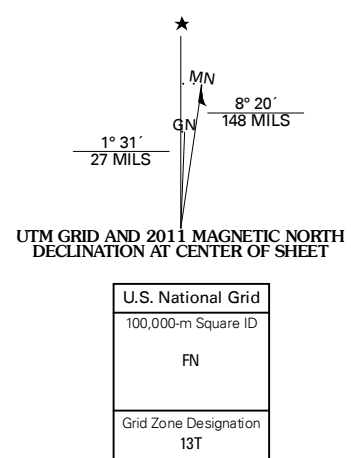 ★
MN
GN
8° 20´
148 MILS
1° 31´
27 MILS
UTM GRID AND 2011 MAGNETIC NORTH
DECLINATION AT CENTER OF SHEET
U.S. National Grid
100,000-m Square ID
FN
Grid Zone Designation
13T